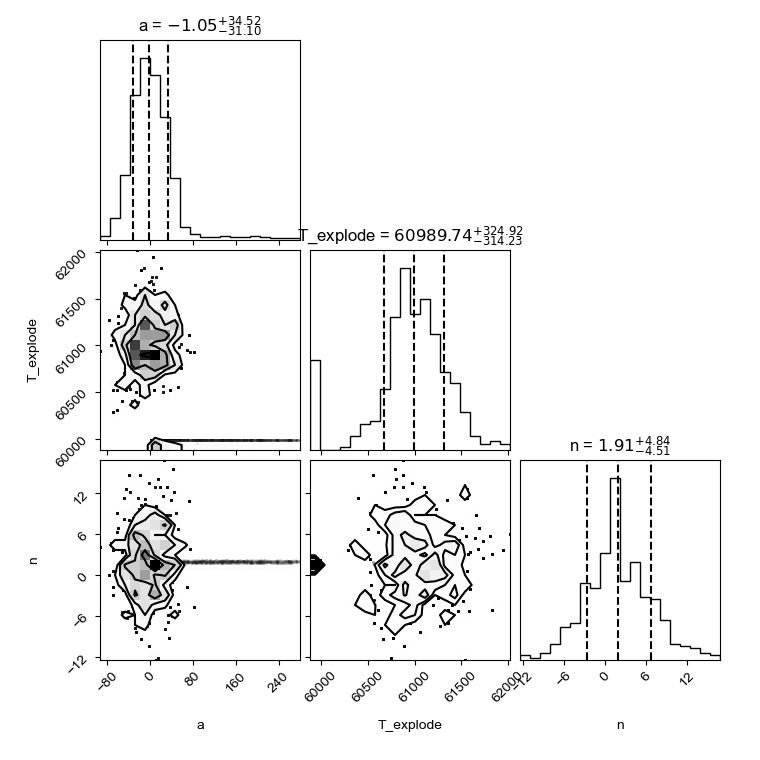 a = −1.05+34.52 −31.10
T_explode = 60989.74+324.92 −314.23
62000
61500
61000
60500
60000
T_explode
n = 1.91+4.84 −4.51
12
6
0
−6
−12
n
−80 0 80 160 240
60000 60500 61000 61500 62000
−12 −6 0 6 12
a T_explode n